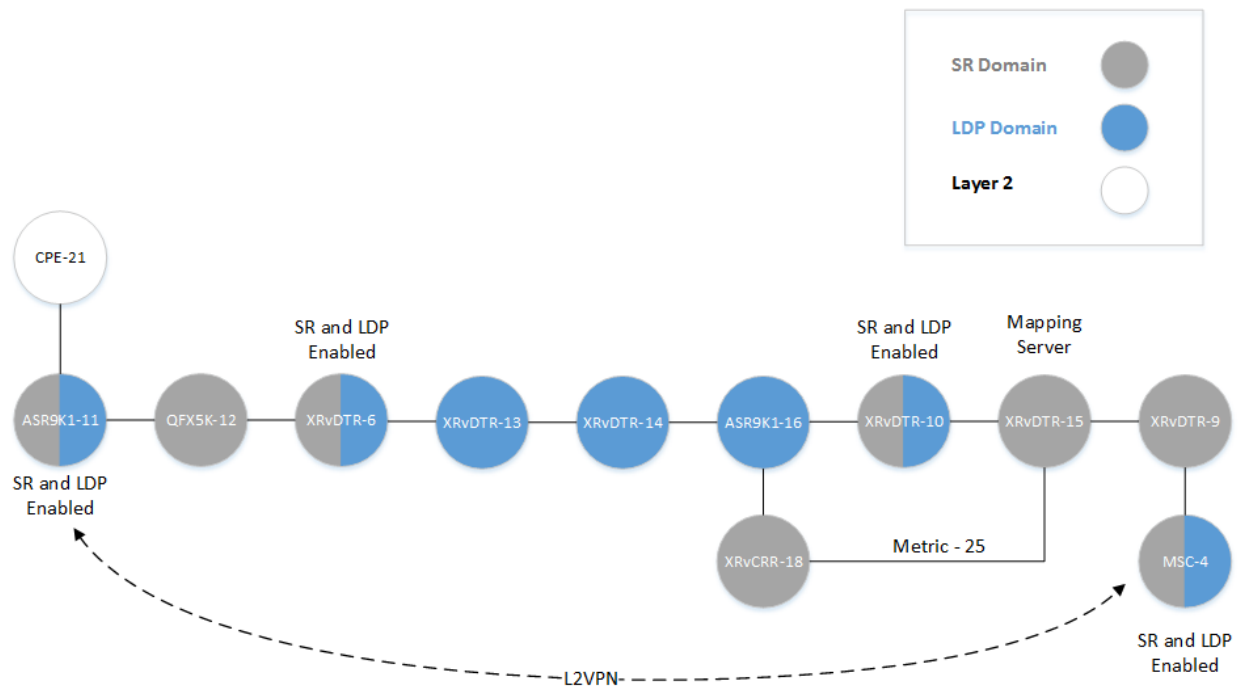 SR Domain
LDP Domain
Layer 2
CPE-21
SR and LDP
Enabled
SR and LDP
Enabled
Mapping
Server
ASR9K1-11
QFX5K-12
XRvDTR-6
XRvDTR-13
XRvDTR-14
ASR9K1-16
XRvDTR-10
XRvDTR-15
XRvDTR-9
SR and LDP
Enabled
XRvCRR-18
Metric - 25
MSC-4
SR and LDP
Enabled
L2VPN